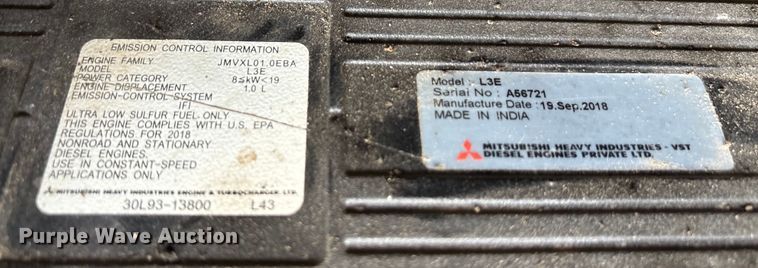 EMISSION CONTROL INFORMATION
ENGINE FAMILY JMVXL01.0EBA
MODEL L3E
POWER CATEGORY 8≤kW<19
ENGINE DISPLACEMENT 1.0 L
EMISSION-CONTROL-SYSTEM
IFI
ULTRA LOW SULFUR FUEL ONLY
THIS ENGINE COMPLIES WITH U.S. EPA
REGULATIONS FOR 2018
NONROAD AND STATIONARY
DIESEL ENGINES.
USE IN CONSTANT-SPEED
APPLICATIONS ONLY
MITSUBISHI HEAVY INDUSTRIES ENGINE & TURBOCHARGER, LTD.
30L93-13800 L43
Model : L3E
Serial No : A56721
Manufacture Date : 19.Sep.2018
MADE IN INDIA
MITSUBISHI HEAVY INDUSTRIES - VST
DIESEL ENGINES PRIVATE LTD.
Purple Wave Auction